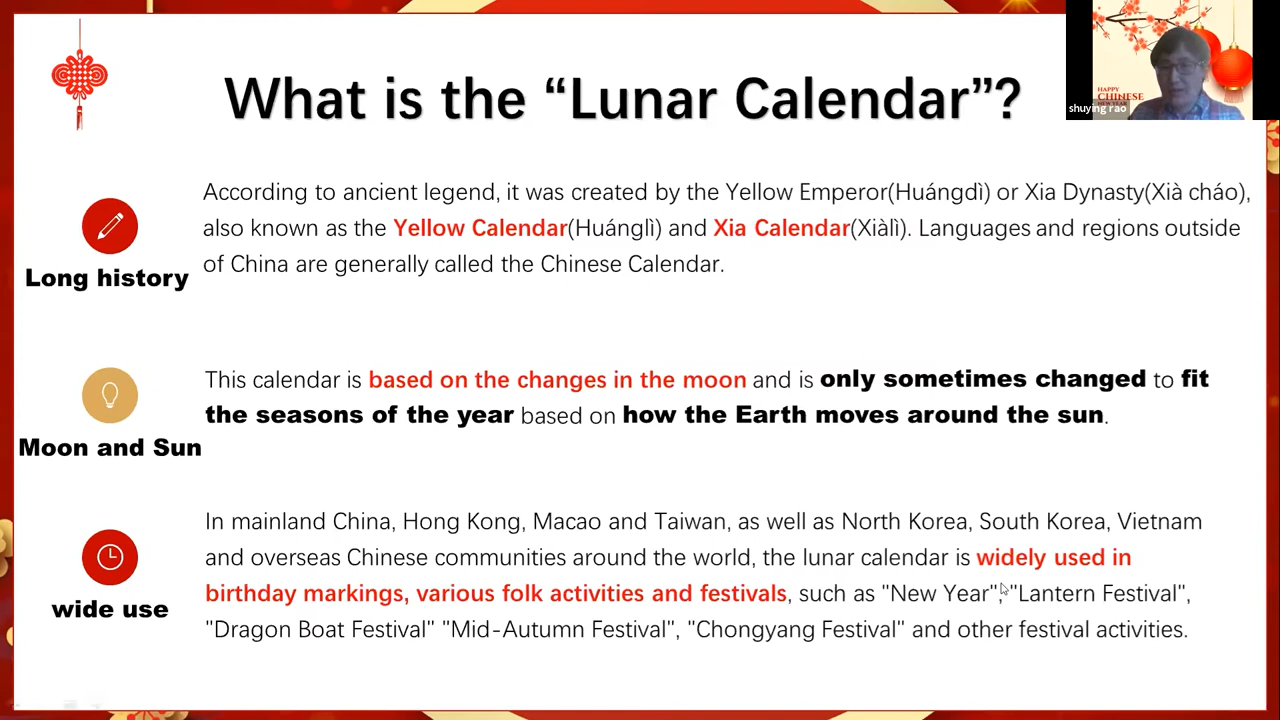 What is the “Lunar Calendar”?
HAPPY
CHINESE
NEW YEAR
shuying rao
According to ancient legend, it was created by the Yellow Emperor(Huángdì) or Xia Dynasty(Xià cháo),
also known as the Yellow Calendar(Huánglì) and Xia Calendar(Xiàlì). Languages and regions outside
of China are generally called the Chinese Calendar.
Long history
This calendar is based on the changes in the moon and is only sometimes changed to fit
the seasons of the year based on how the Earth moves around the sun.
Moon and Sun
In mainland China, Hong Kong, Macao and Taiwan, as well as North Korea, South Korea, Vietnam
and overseas Chinese communities around the world, the lunar calendar is widely used in
birthday markings, various folk activities and festivals, such as "New Year", "Lantern Festival",
"Dragon Boat Festival" "Mid-Autumn Festival", "Chongyang Festival" and other festival activities.
wide use